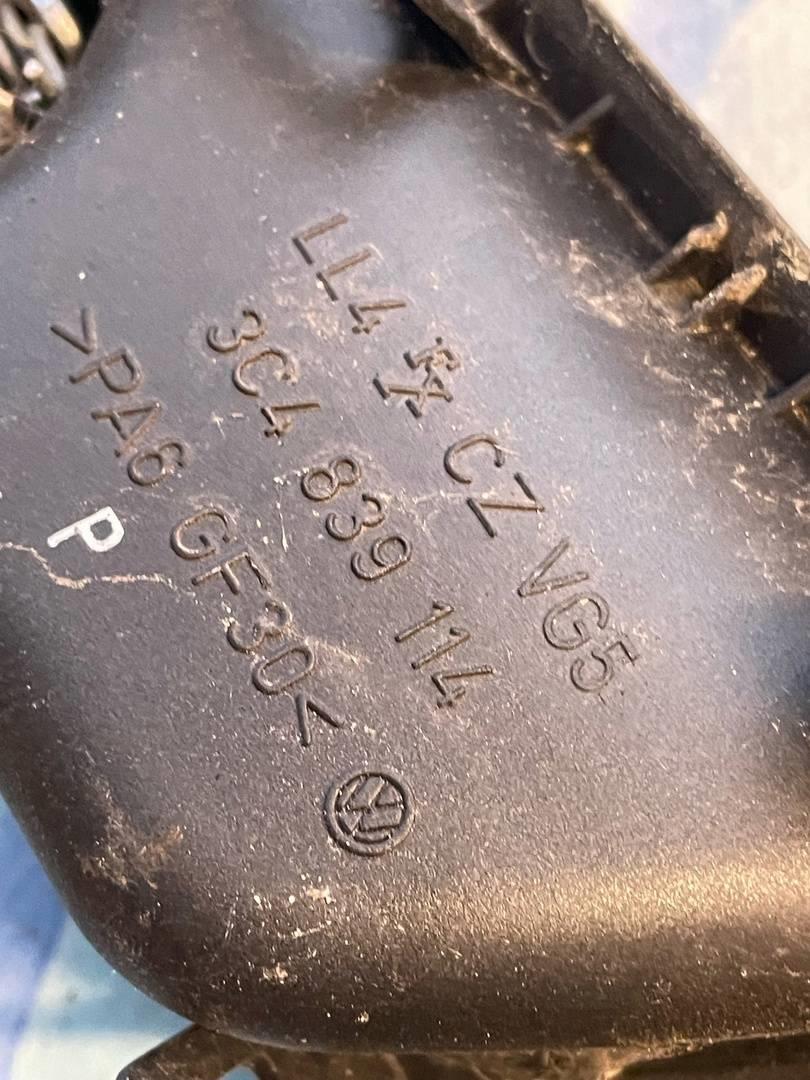 LL4 CZ VG5
3C4 839 114
>PA6 GF30<
P